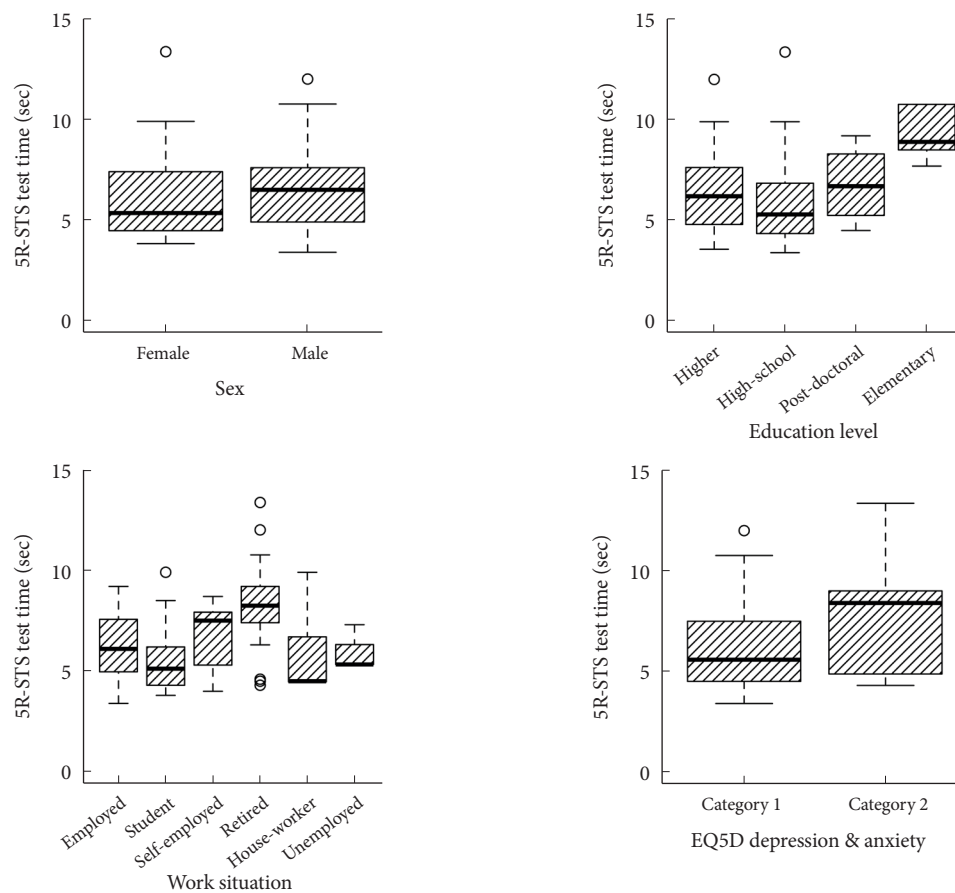 15
10
5
0
5R-STS test time (sec)
Female
Male
Sex
15
10
5
0
5R-STS test time (sec)
Higher
High-school
Post-doctoral
Elementary
Education level
15
10
5
0
5R-STS test time (sec)
Employed
Student
Self-employed
Retired
House-worker
Unemployed
Work situation
15
10
5
0
5R-STS test time (sec)
Category 1
Category 2
EQ5D depression & anxiety